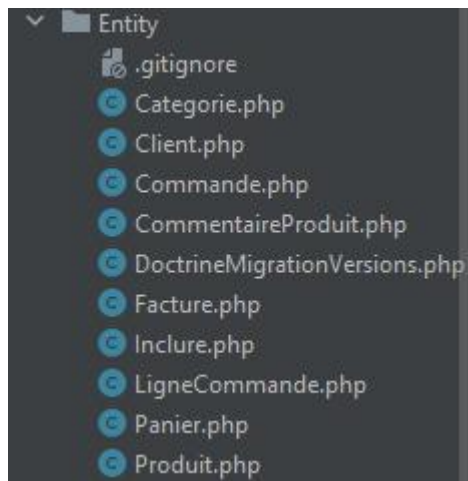 Entity
.gitignore
Categorie.php
Client.php
Commande.php
CommentaireProduit.php
DoctrineMigrationVersions.php
Facture.php
Inclure.php
LigneCommande.php
Panier.php
Produit.php